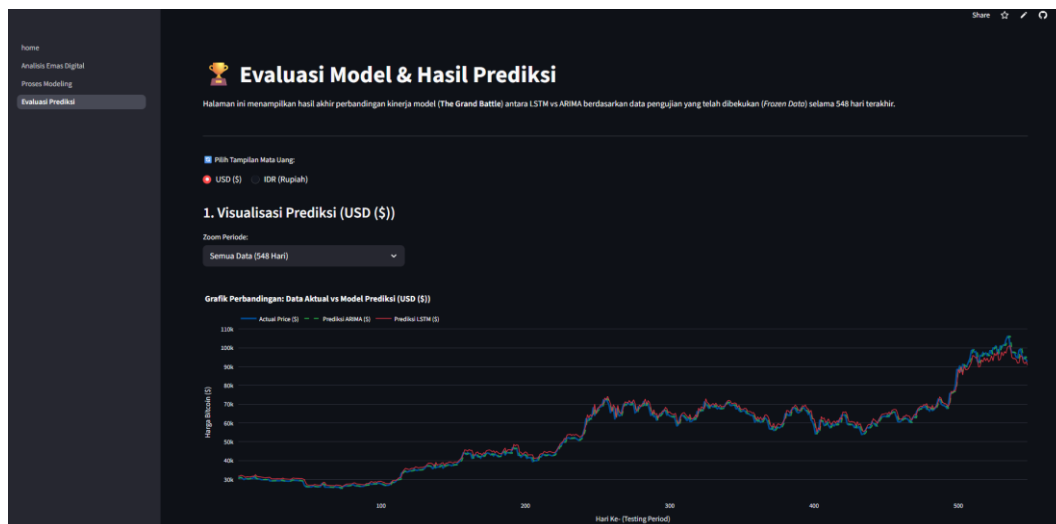 Share
home
Analisis Emas Digital
Proses Modeling
Evaluasi Prediksi
Evaluasi Model & Hasil Prediksi
Halaman ini menampilkan hasil akhir perbandingan kinerja model (The Grand Battle) antara LSTM vs ARIMA berdasarkan data pengujian yang telah dibekukan (Frozen Data) selama 548 hari terakhir.
Pilih Tampilan Mata Uang:
USD ($) IDR (Rupiah)
1. Visualisasi Prediksi (USD ($))
Zoom Periode:
Semua Data (548 Hari)
Grafik Perbandingan: Data Aktual vs Model Prediksi (USD ($))
Actual Price ($) Prediksi ARIMA ($) Prediksi LSTM ($)
110k
100k
90k
80k
70k
60k
50k
40k
30k
Harga Bitcoin ($)
100 200 300 400 500
Hari Ke- (Testing Period)